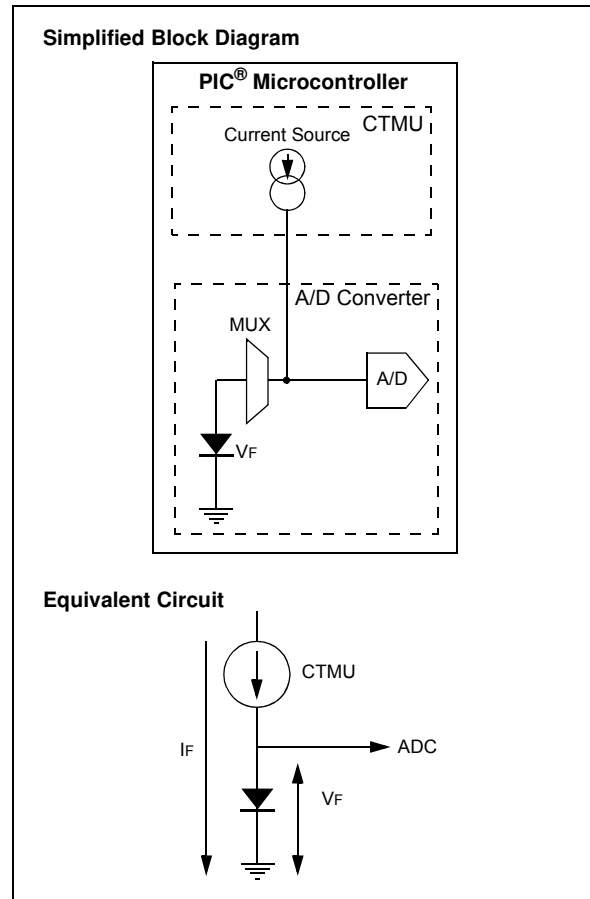 Simplified Block Diagram
PIC® Microcontroller
CTMU
Current Source
A/D Converter
MUX
A/D
VF
Equivalent Circuit
CTMU
IF
ADC
VF